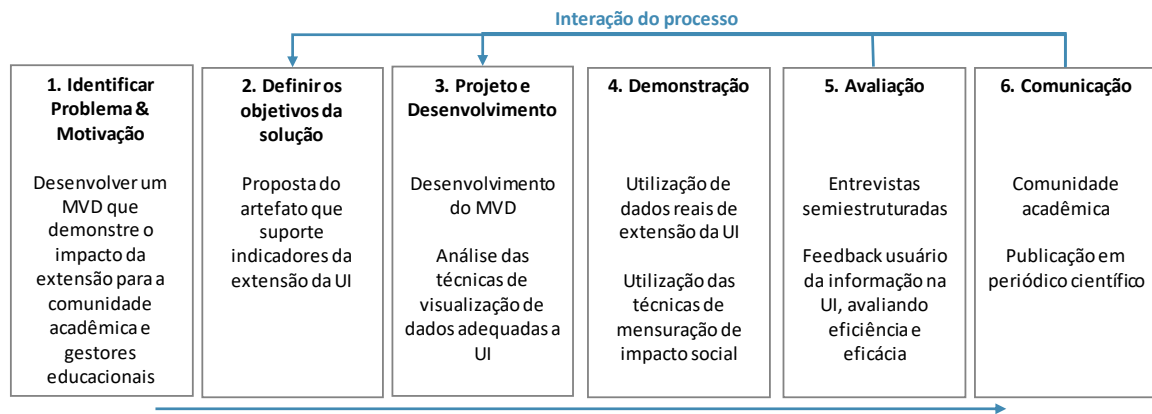 Interação do processo
1. Identificar
Problema &
Motivação
Desenvolver um
MVD que
demonstre o
impacto da
extensão para a
comunidade
acadêmica e
gestores
educacionais
2. Definir os
objetivos da
solução
Proposta do
artefato que
suporte
indicadores da
extensão da UI
3. Projeto e
Desenvolvimento
Desenvolvimento
do MVD
Análise das
técnicas de
visualização de
dados adequadas a
UI
4. Demonstração
Utilização de
dados reais de
extensão da UI
Utilização das
técnicas de
mensuração de
impacto social
5. Avaliação
Entrevistas
semiestruturadas
Feedback usuário
da informação na
UI, avaliando
eficiência e
eficácia
6. Comunicação
Comunidade
acadêmica
Publicação em
periódico científico